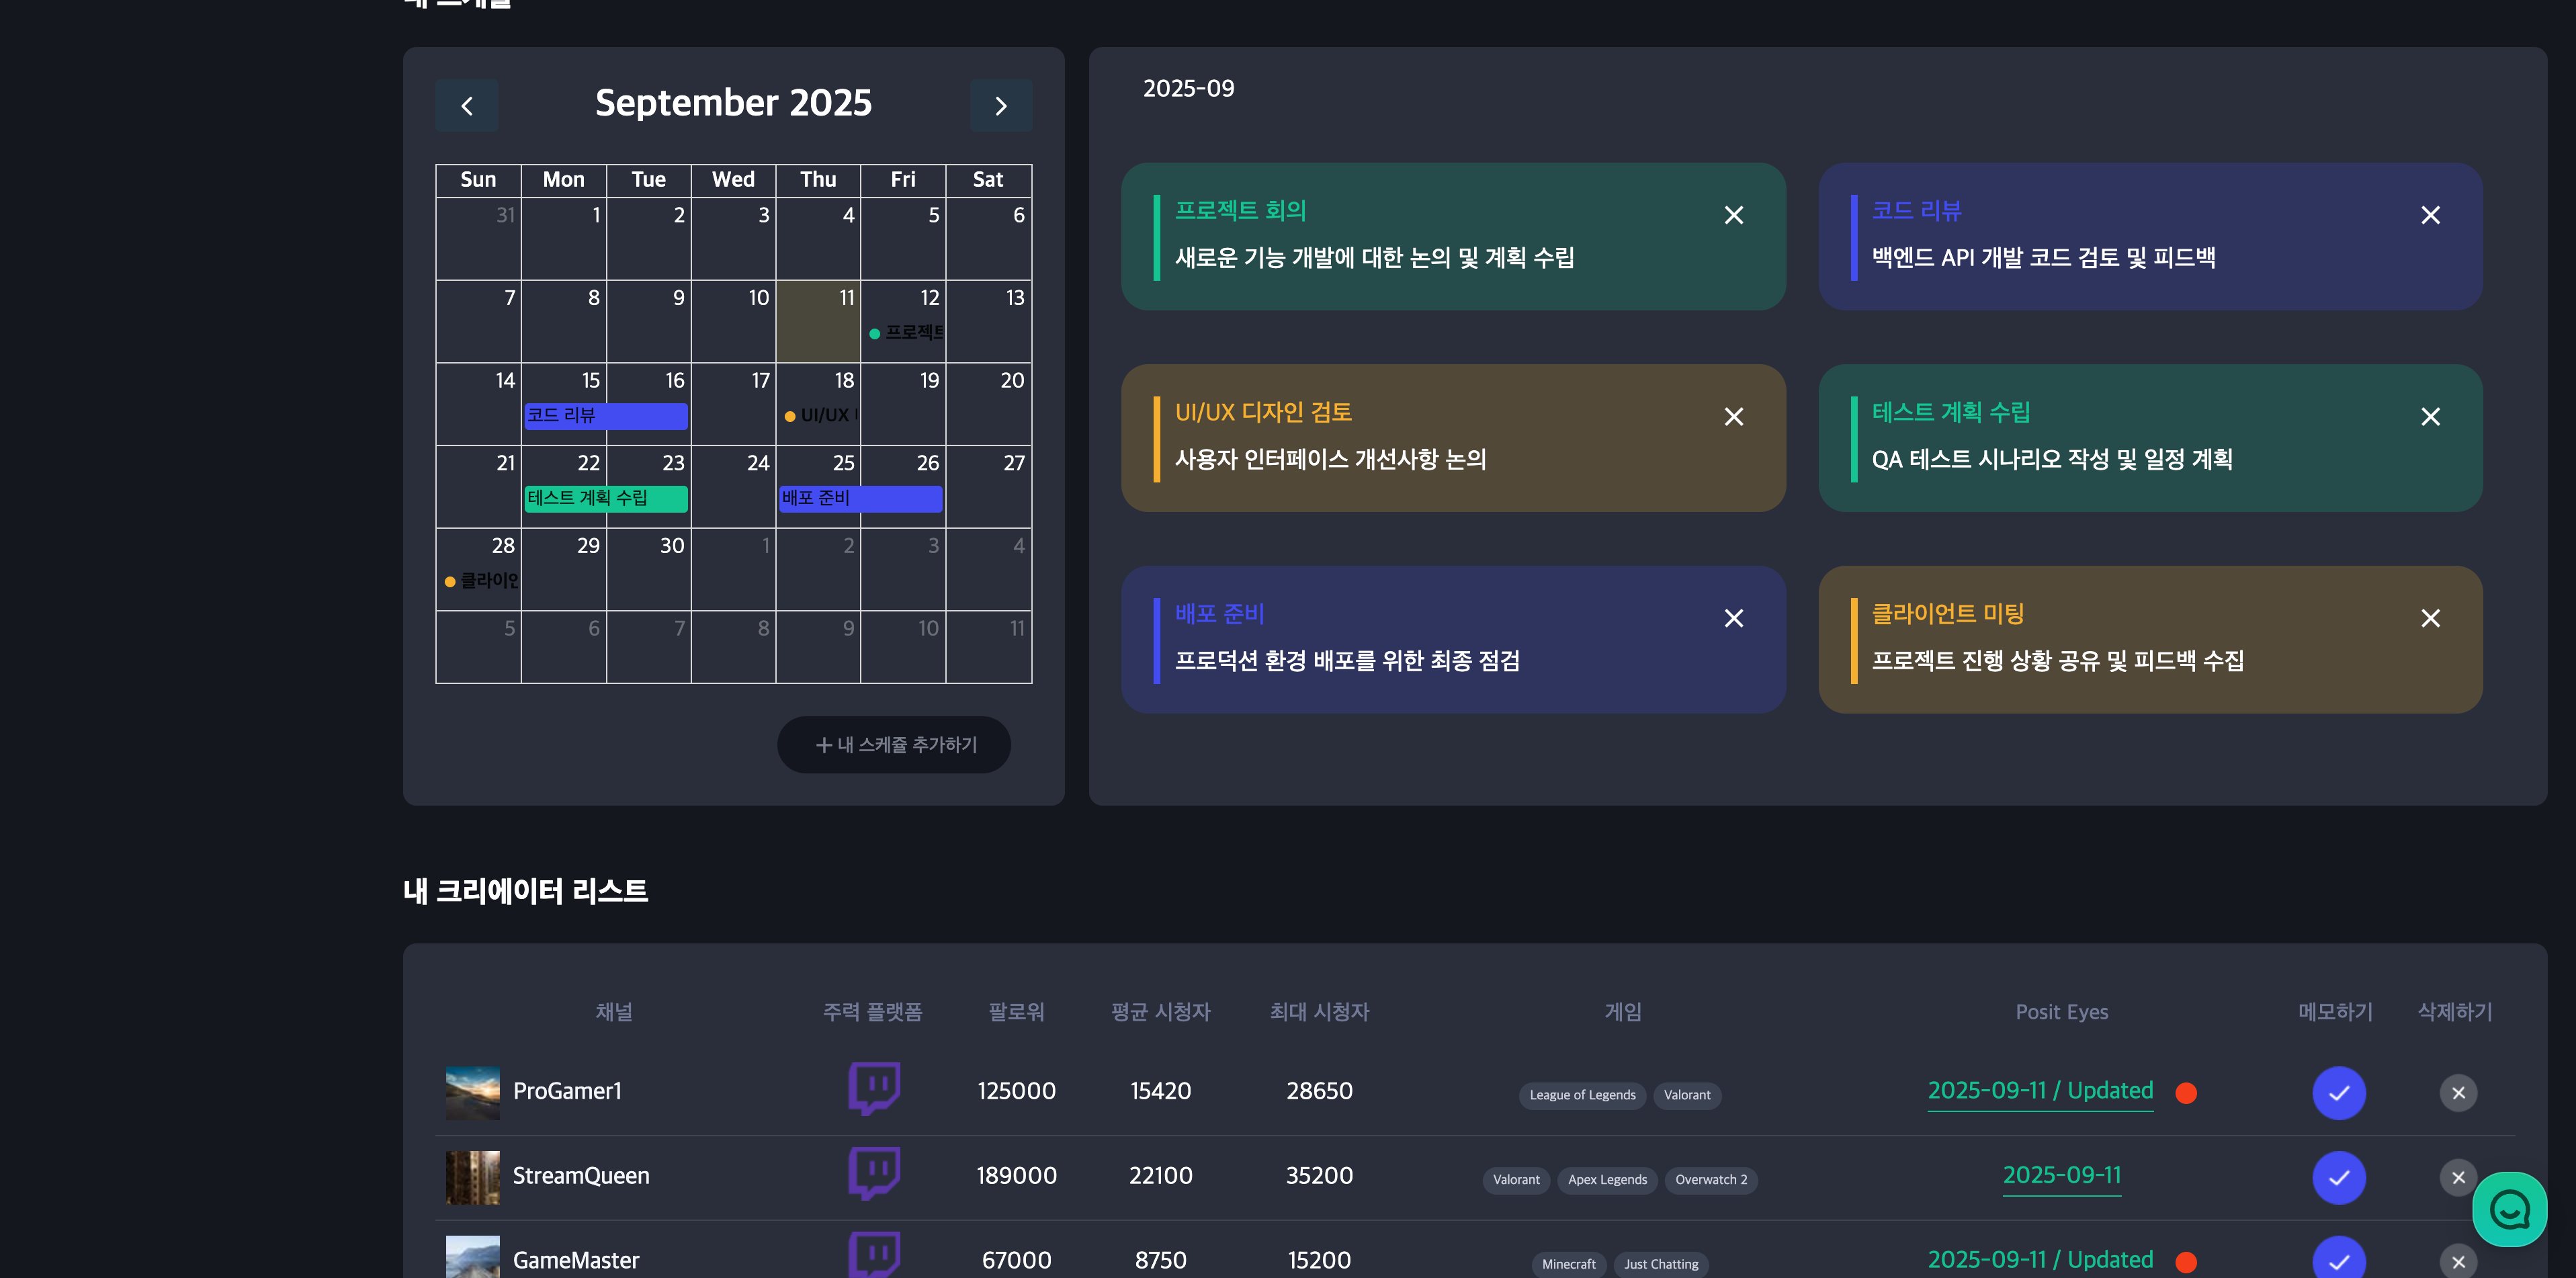 내 스케줄
September 2025
2025-09
Sun Mon Tue Wed Thu Fri Sat
31 1 2 3 4 5 6
7 8 9 10 11 12 13
프로젝트
14 15 16 17 18 19 20
코드 리뷰 UI/UX
21 22 23 24 25 26 27
테스트 계획 수립 배포 준비
28 29 30 1 2 3 4
클라이언
5 6 7 8 9 10 11
+ 내 스케쥴 추가하기
프로젝트 회의
새로운 기능 개발에 대한 논의 및 계획 수립
코드 리뷰
백엔드 API 개발 코드 검토 및 피드백
UI/UX 디자인 검토
사용자 인터페이스 개선사항 논의
테스트 계획 수립
QA 테스트 시나리오 작성 및 일정 계획
배포 준비
프로덕션 환경 배포를 위한 최종 점검
클라이언트 미팅
프로젝트 진행 상황 공유 및 피드백 수집
내 크리에이터 리스트
채널 주력 플랫폼 팔로워 평균 시청자 최대 시청자 게임 Posit Eyes 메모하기 삭제하기
ProGamer1 125000 15420 28650 League of Legends Valorant 2025-09-11 / Updated
StreamQueen 189000 22100 35200 Valorant Apex Legends Overwatch 2 2025-09-11
GameMaster 67000 8750 15200 Minecraft Just Chatting 2025-09-11 / Updated